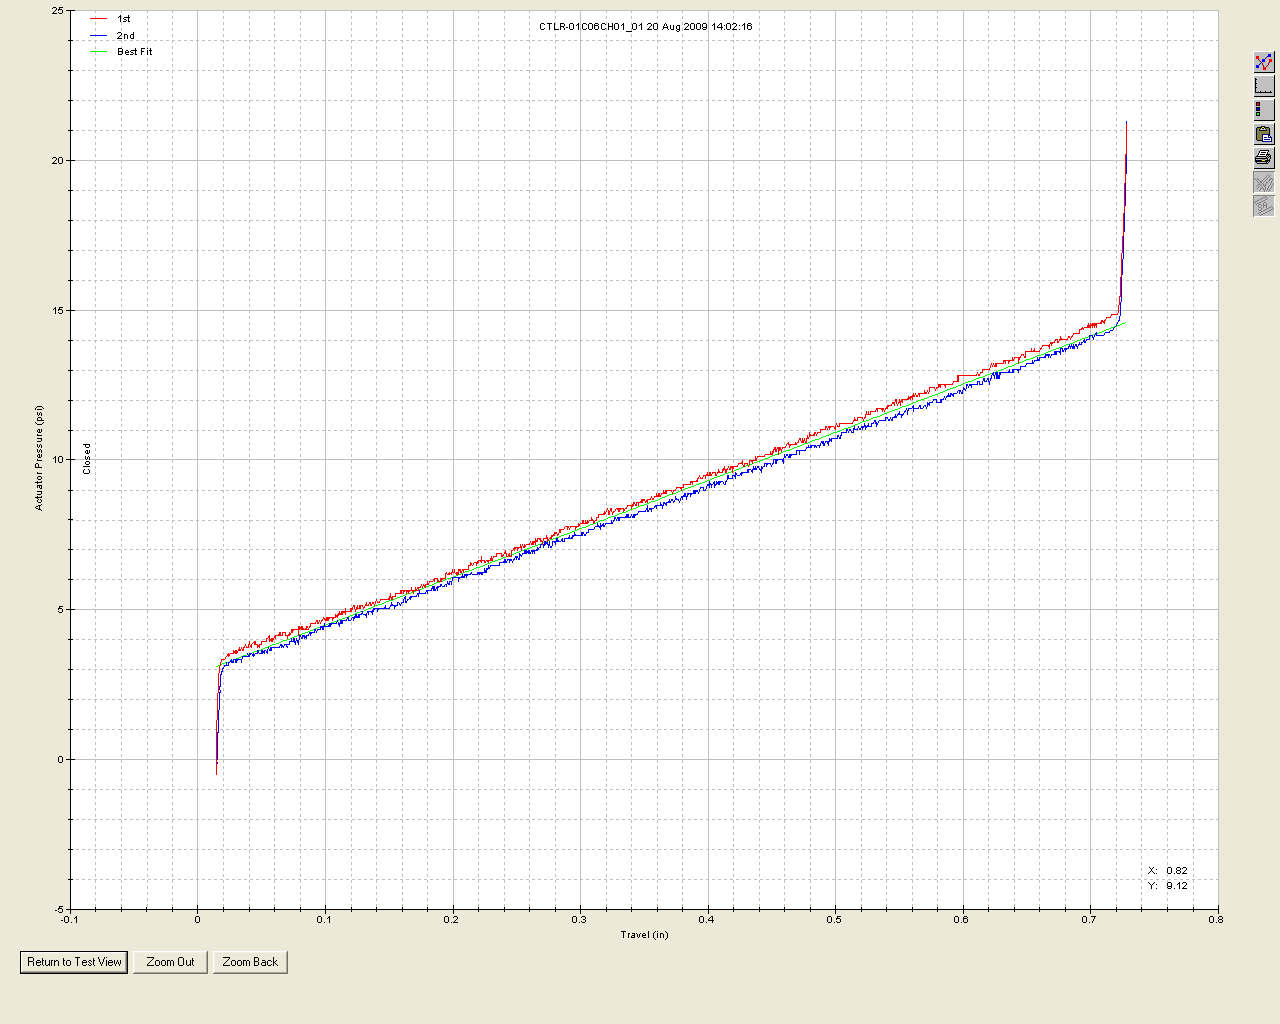 25
1st
2nd
Best Fit
CTLR-01C06CH01_01 20 Aug 2009 14:02:16
20
15
Actuator Pressure (psi)
Closed
10
5
0
-5
X: 0.82
Y: 9.12
-0.1 0 0.1 0.2 0.3 0.4 0.5 0.6 0.7 0.8
Travel (in)
Return to Test View Zoom Out Zoom Back